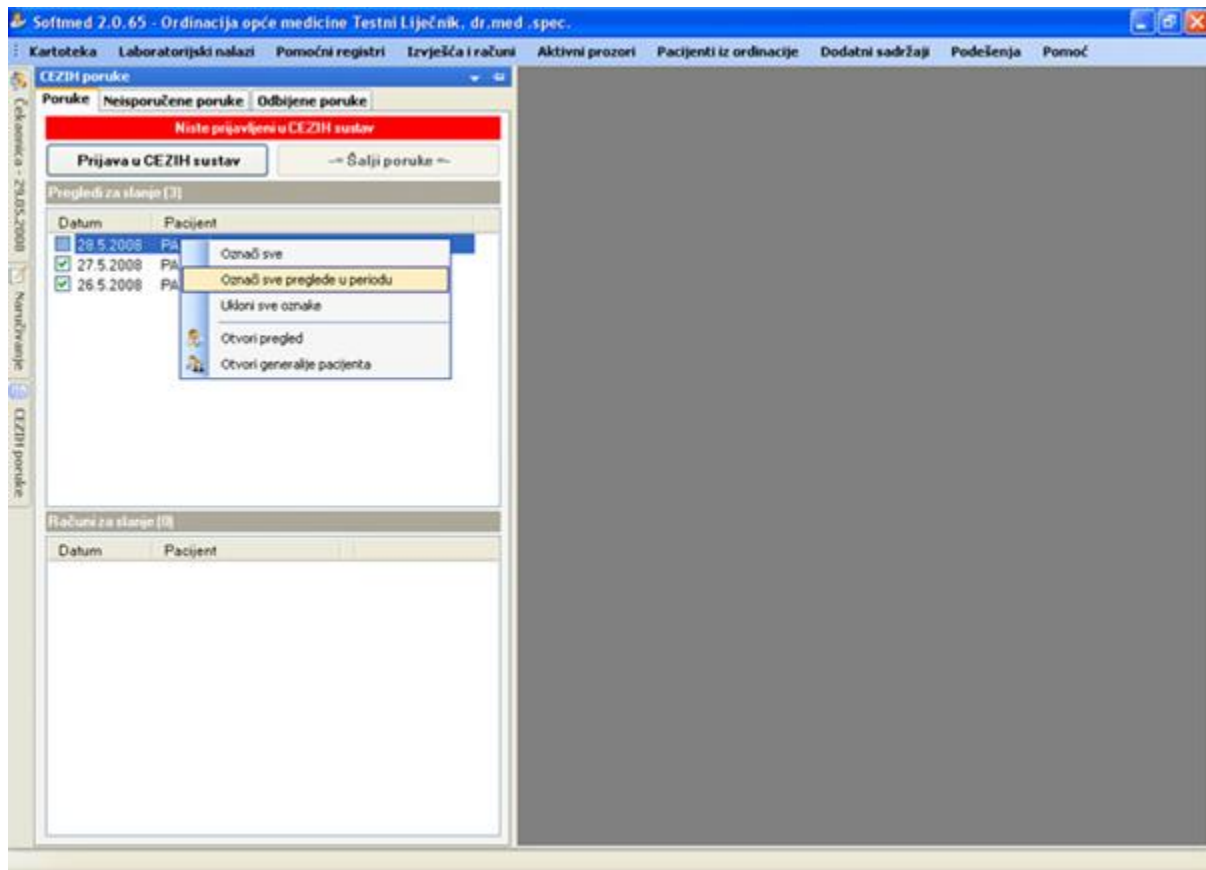 Softmed 2.0.65 - Ordinacija opće medicine Testni Liječnik, dr.med .spec.
Kartoteka Laboratorijski nalazi Pomoćni registri Izvješća i računi Aktivni prozori Pacijenti iz ordinacije Dodatni sadržaji Podešenja Pomoć
CEZIH poruke
Poruke Neisporučene poruke Odbijene poruke
Niste prijavljeni u CEZIH sustav
Prijava u CEZIH sustav -= Šalji poruke =-
Pregledi za slanje (3)
Datum Pacijent
28.5.2008 PA
27.5.2008 PA
26.5.2008 PA
Označi sve
Označi sve preglede u periodu
Ukloni sve oznake
Otvori pregled
Otvori generalije pacijenta
Računi za slanje (0)
Datum Pacijent
Čekaonica - 29.05.2008
Naručivanje
CEZIH poruke